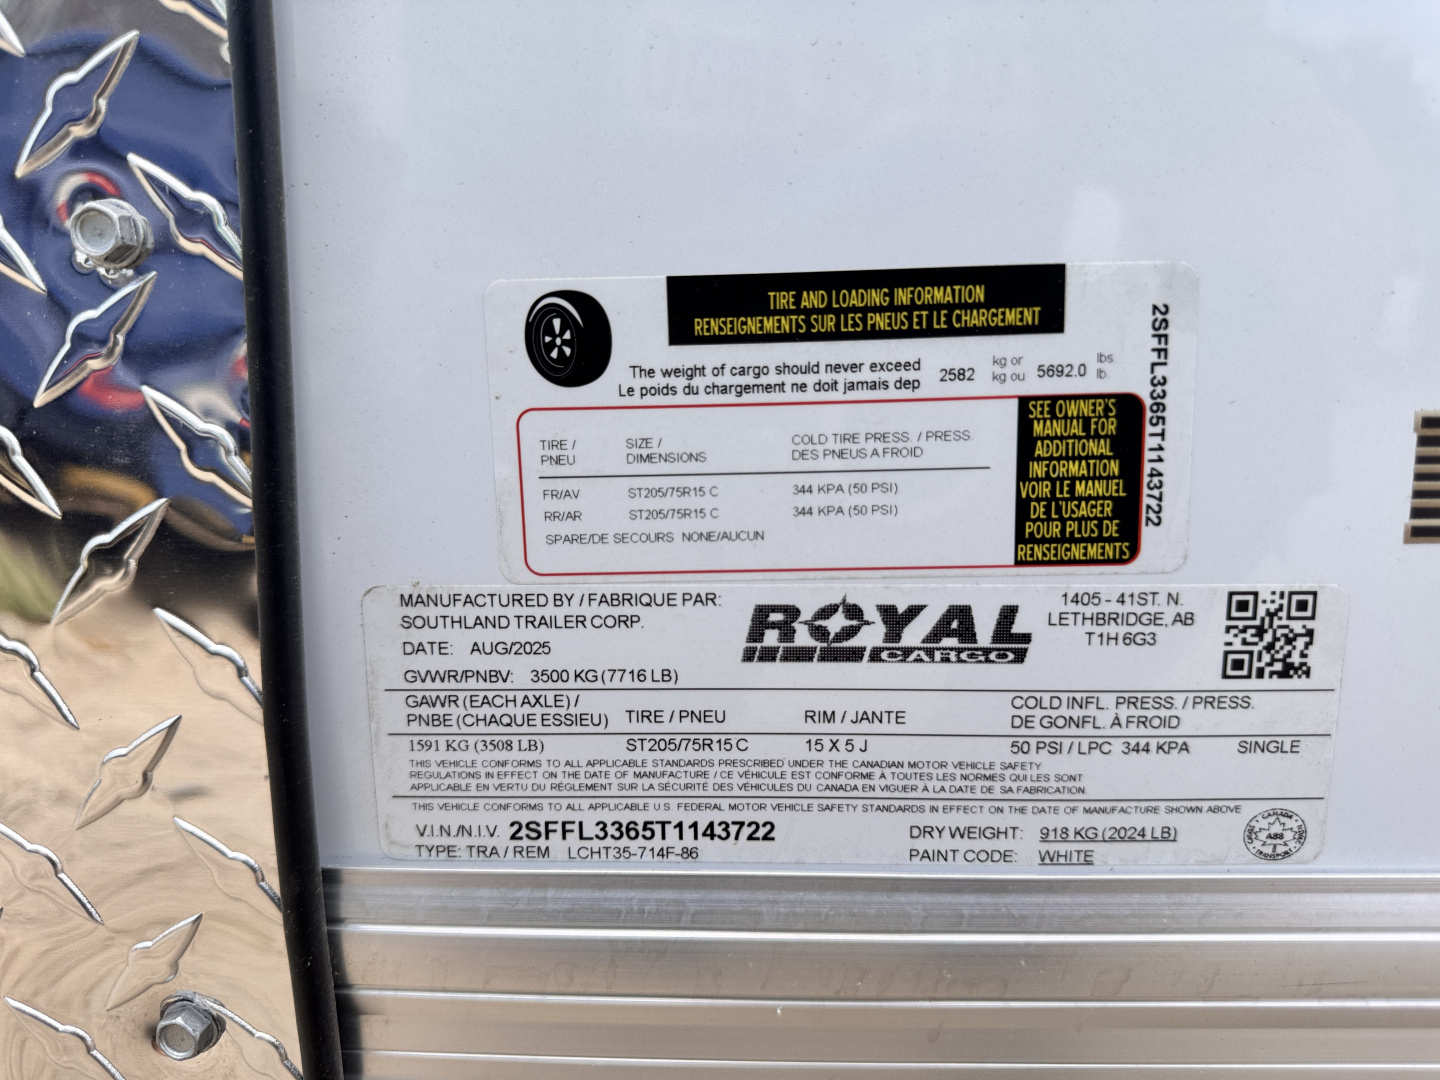 TIRE AND LOADING INFORMATION
RENSEIGNEMENTS SUR LES PNEUS ET LE CHARGEMENT
The weight of cargo should never exceed
Le poids du chargement ne doit jamais dep
2582 kg or kg ou 5692.0 lbs. lb.
TIRE / PNEU SIZE / DIMENSIONS COLD TIRE PRESS. / PRESS. DES PNEUS A FROID
FR/AV ST205/75R15 C 344 KPA (50 PSI)
RR/AR ST205/75R15 C 344 KPA (50 PSI)
SPARE/DE SECOURS NONE/AUCUN
SEE OWNER'S
MANUAL FOR
ADDITIONAL
INFORMATION
VOIR LE MANUEL
DE L'USAGER
POUR PLUS DE
RENSEIGNEMENTS
2SFFL3365T1143722
MANUFACTURED BY / FABRIQUE PAR:
SOUTHLAND TRAILER CORP.
DATE: AUG/2025
GVWR/PNBV: 3500 KG (7716 LB)
ROYAL
CARGO
1405 - 41ST. N.
LETHBRIDGE, AB
T1H 6G3
GAWR (EACH AXLE) /
PNBE (CHAQUE ESSIEU) TIRE / PNEU RIM / JANTE COLD INFL. PRESS. / PRESS.
DE GONFL. À FROID
1591 KG (3508 LB) ST205/75R15 C 15 X 5 J 50 PSI / LPC 344 KPA SINGLE
THIS VEHICLE CONFORMS TO ALL APPLICABLE STANDARDS PRESCRIBED UNDER THE CANADIAN MOTOR VEHICLE SAFETY
REGULATIONS IN EFFECT ON THE DATE OF MANUFACTURE / CE VÉHICULE EST CONFORME À TOUTES LES NORMES QUI LES SONT
APPLICABLE EN VERTU DU RÉGLEMENT SUR LA SÉCURITÉ DES VÉHICULES DU CANADA EN VIGUER À LA DATE DE SA FABRICATION.
THIS VEHICLE CONFORMS TO ALL APPLICABLE U.S. FEDERAL MOTOR VEHICLE SAFETY STANDARDS IN EFFECT ON THE DATE OF MANUFACTURE SHOWN ABOVE
V.I.N./N.I.V. 2SFFL3365T1143722
TYPE: TRA / REM LCHT35-714F-86
DRY WEIGHT: 918 KG (2024 LB)
PAINT CODE: WHITE
CANADA
TRANSPORT